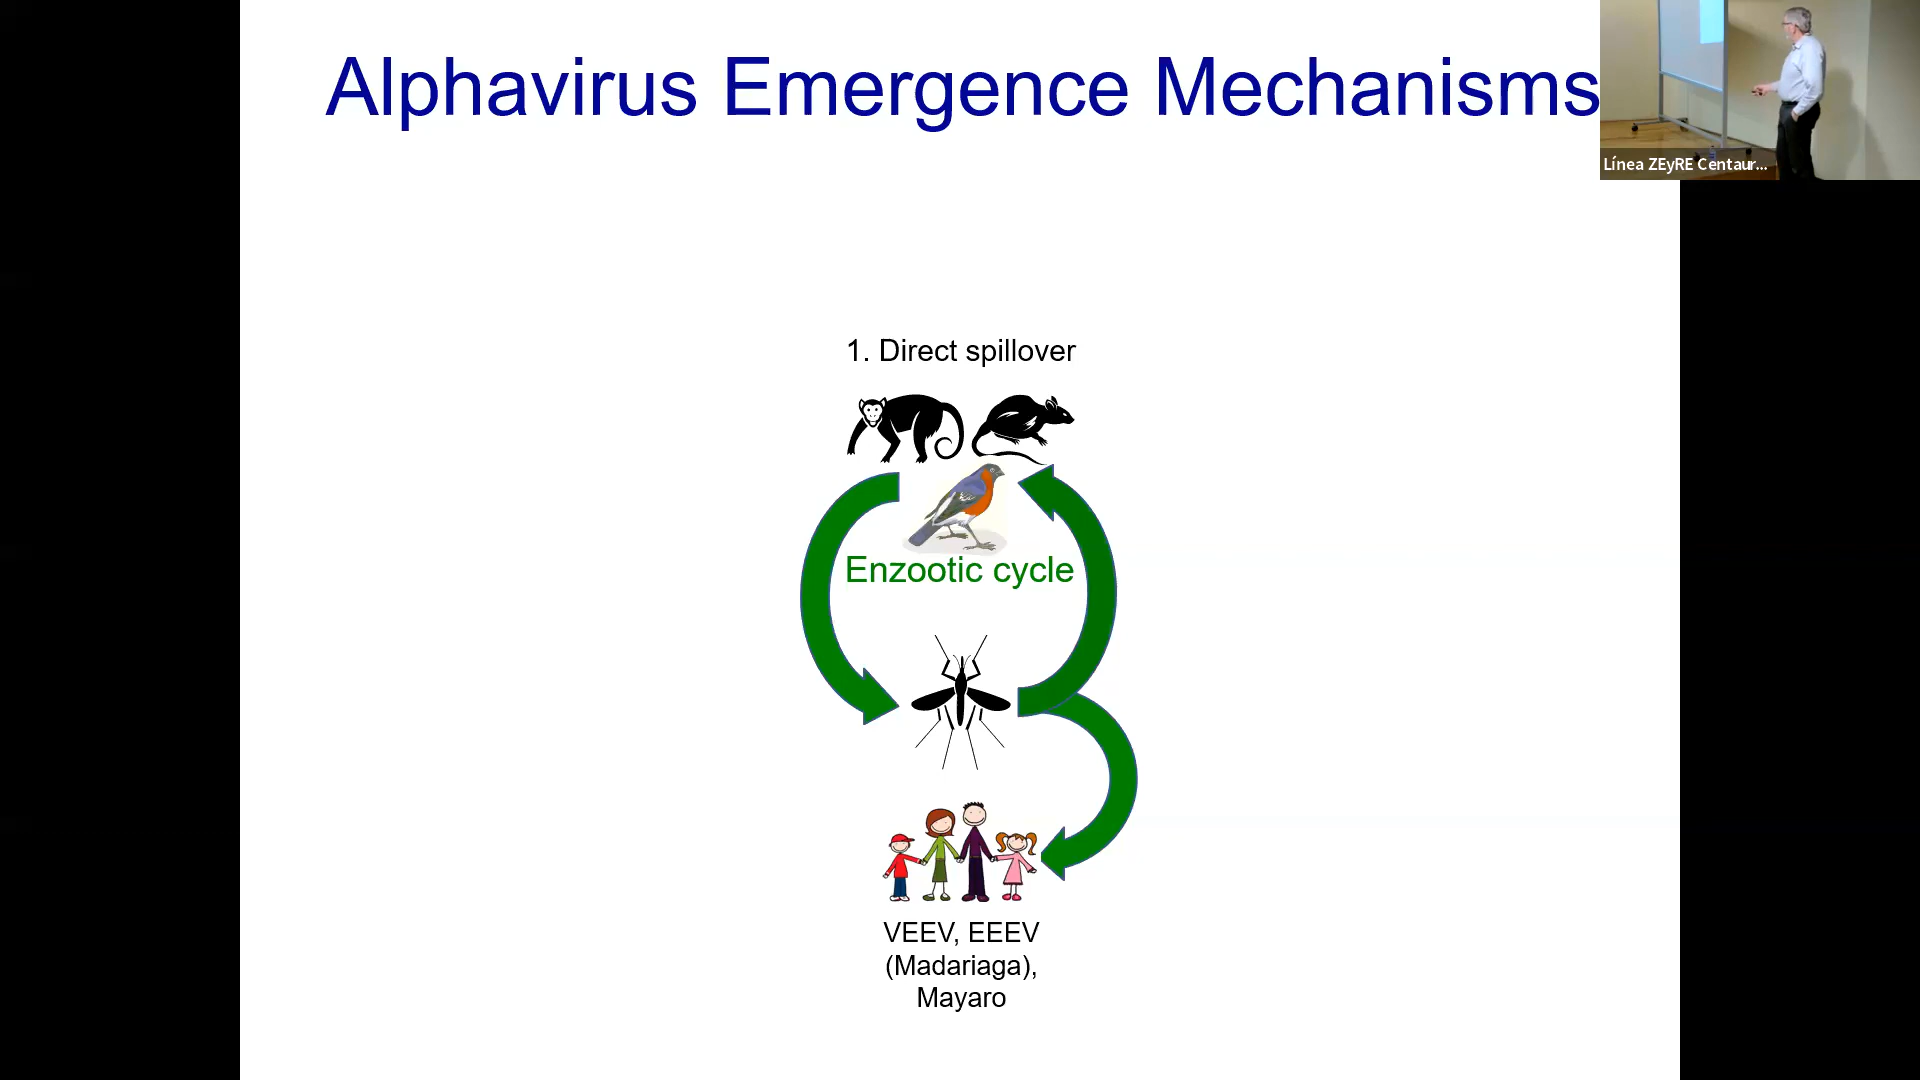 Alphavirus Emergence Mechanisms
Línea ZEyRE Centaur...
1. Direct spillover
Enzootic cycle
VEEV, EEEV
(Madariaga),
Mayaro